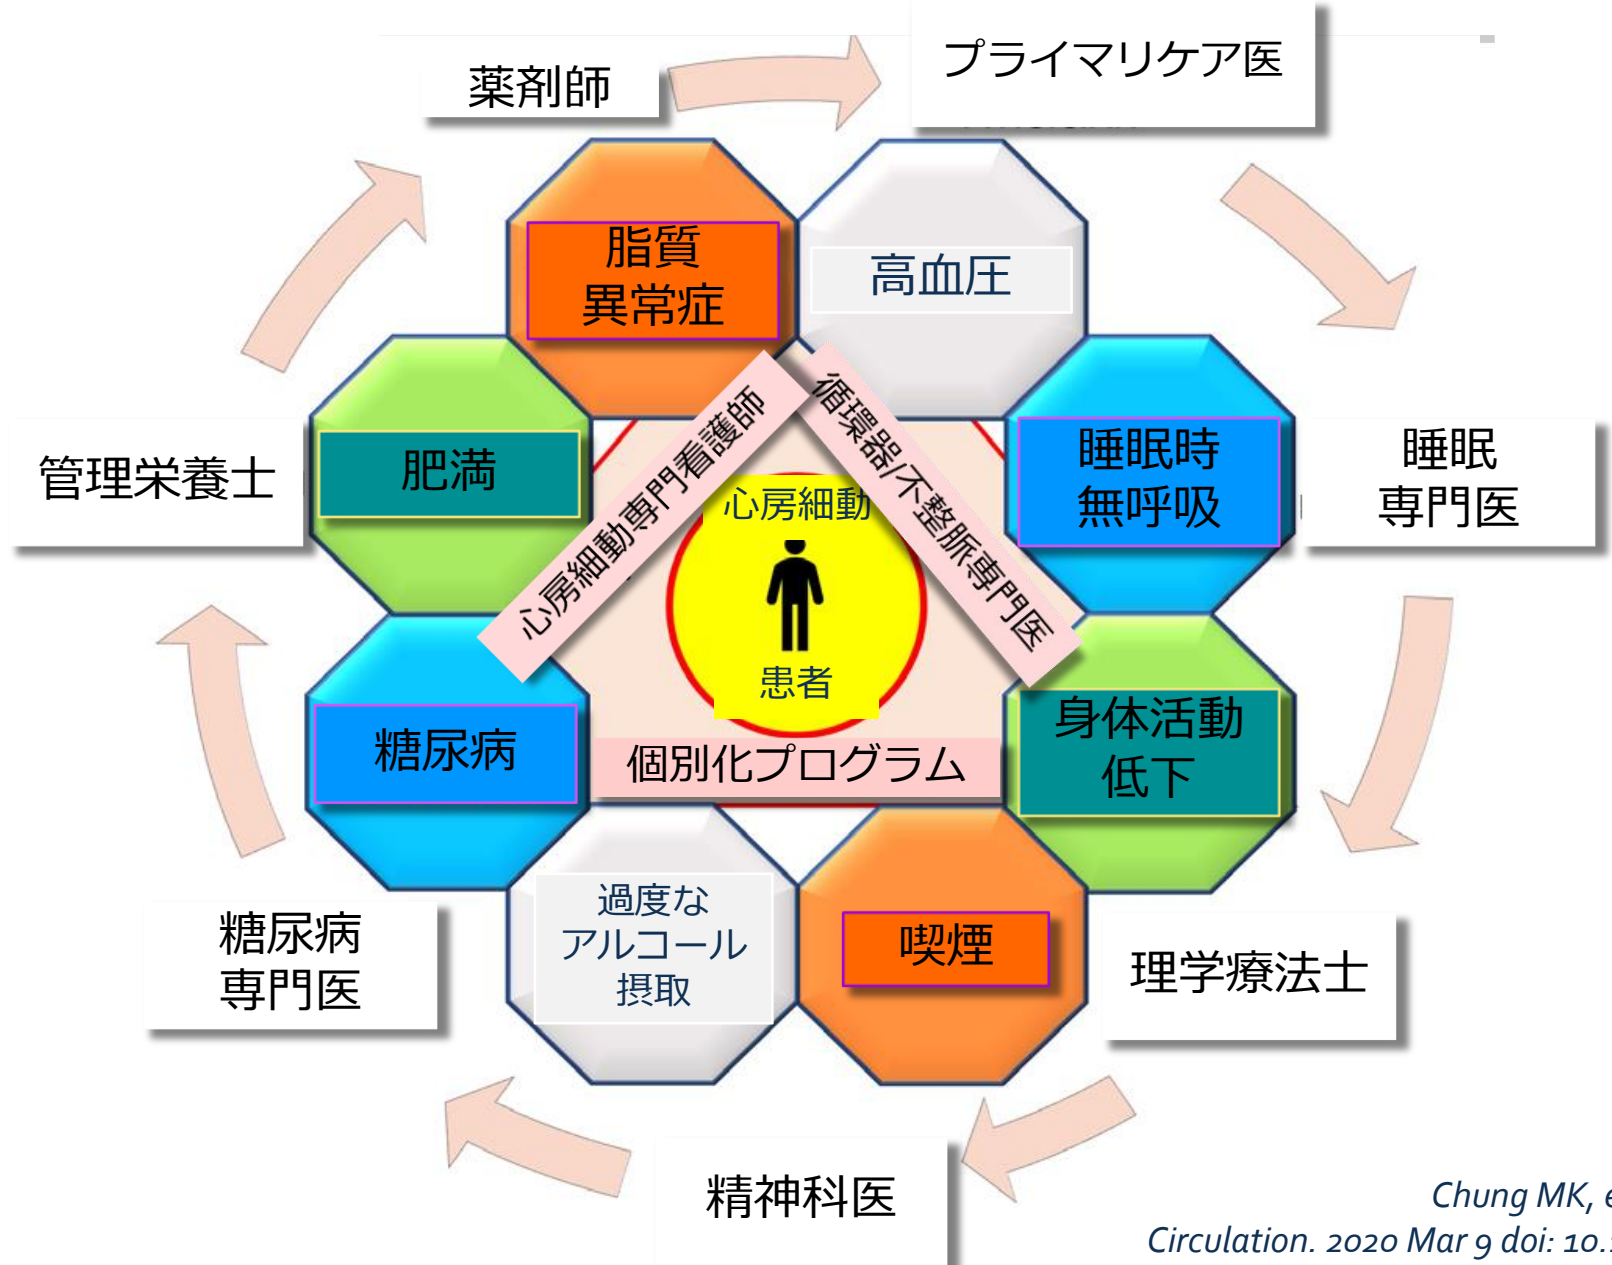 薬剤師
プライマリケア医
脂質
異常症
高血圧
管理栄養士
肥満
心房細動専門看護師
循環器/不整脈専門医
睡眠時
無呼吸
睡眠
専門医
心房細動
患者
糖尿病
個別化プログラム
身体活動
低下
糖尿病
専門医
過度な
アルコール
摂取
喫煙
理学療法士
精神科医
Chung MK, e
Circulation. 2020 Mar 9 doi: 10.